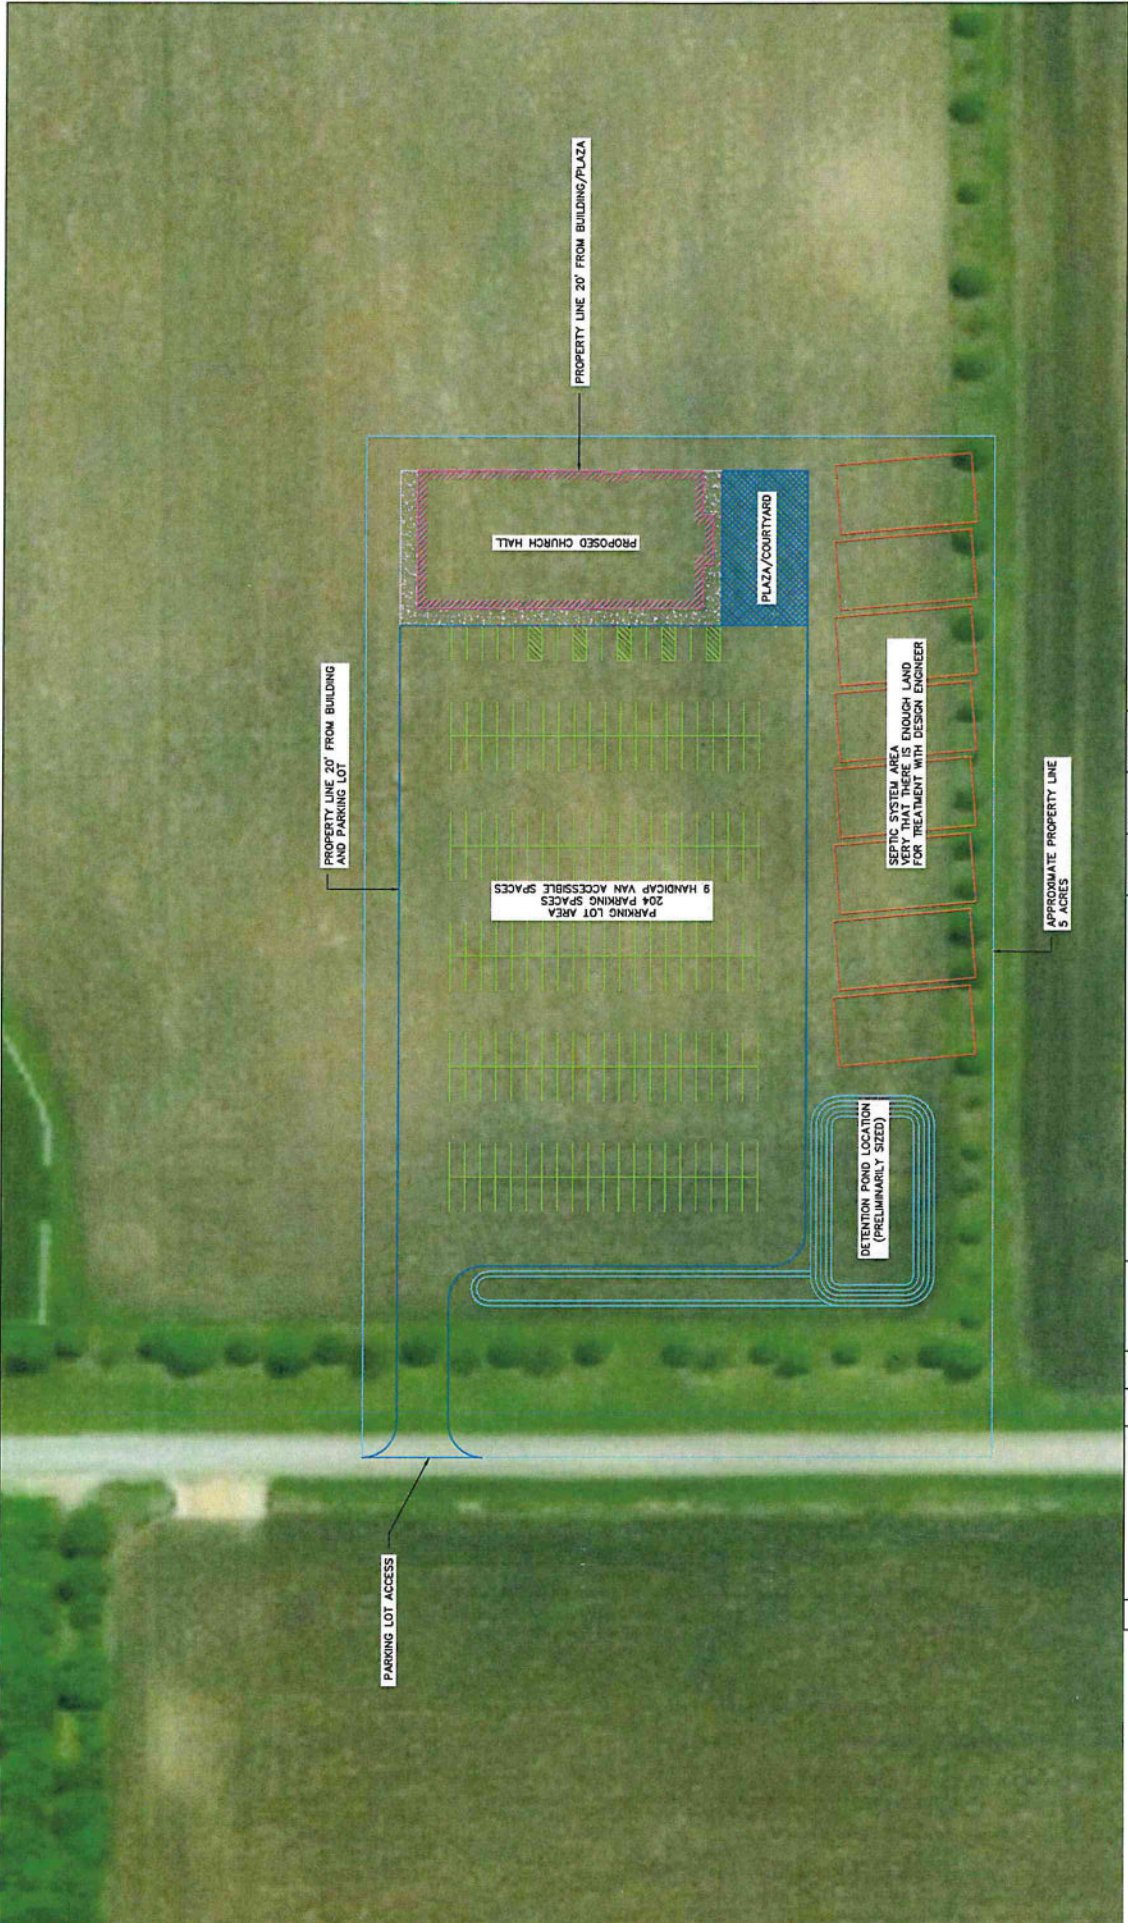 PROPERTY LINE 20' FROM BUILDING/PLAZA
PROPOSED CHURCH HALL
PLAZA/COURTYARD
PROPERTY LINE 20' FROM BUILDING
AND PARKING LOT
PARKING LOT AREA
204 PARKING SPACES
9 HANDICAP VAN ACCESSIBLE SPACES
SEPTIC SYSTEM AREA
VERY THAT THERE IS ENOUGH LAND
FOR TREATMENT WITH DESIGN ENGINEER
APPROXIMATE PROPERTY LINE
5 ACRES
DETENTION POND LOCATION
(PRELIMINARILY SIZED)
PARKING LOT ACCESS